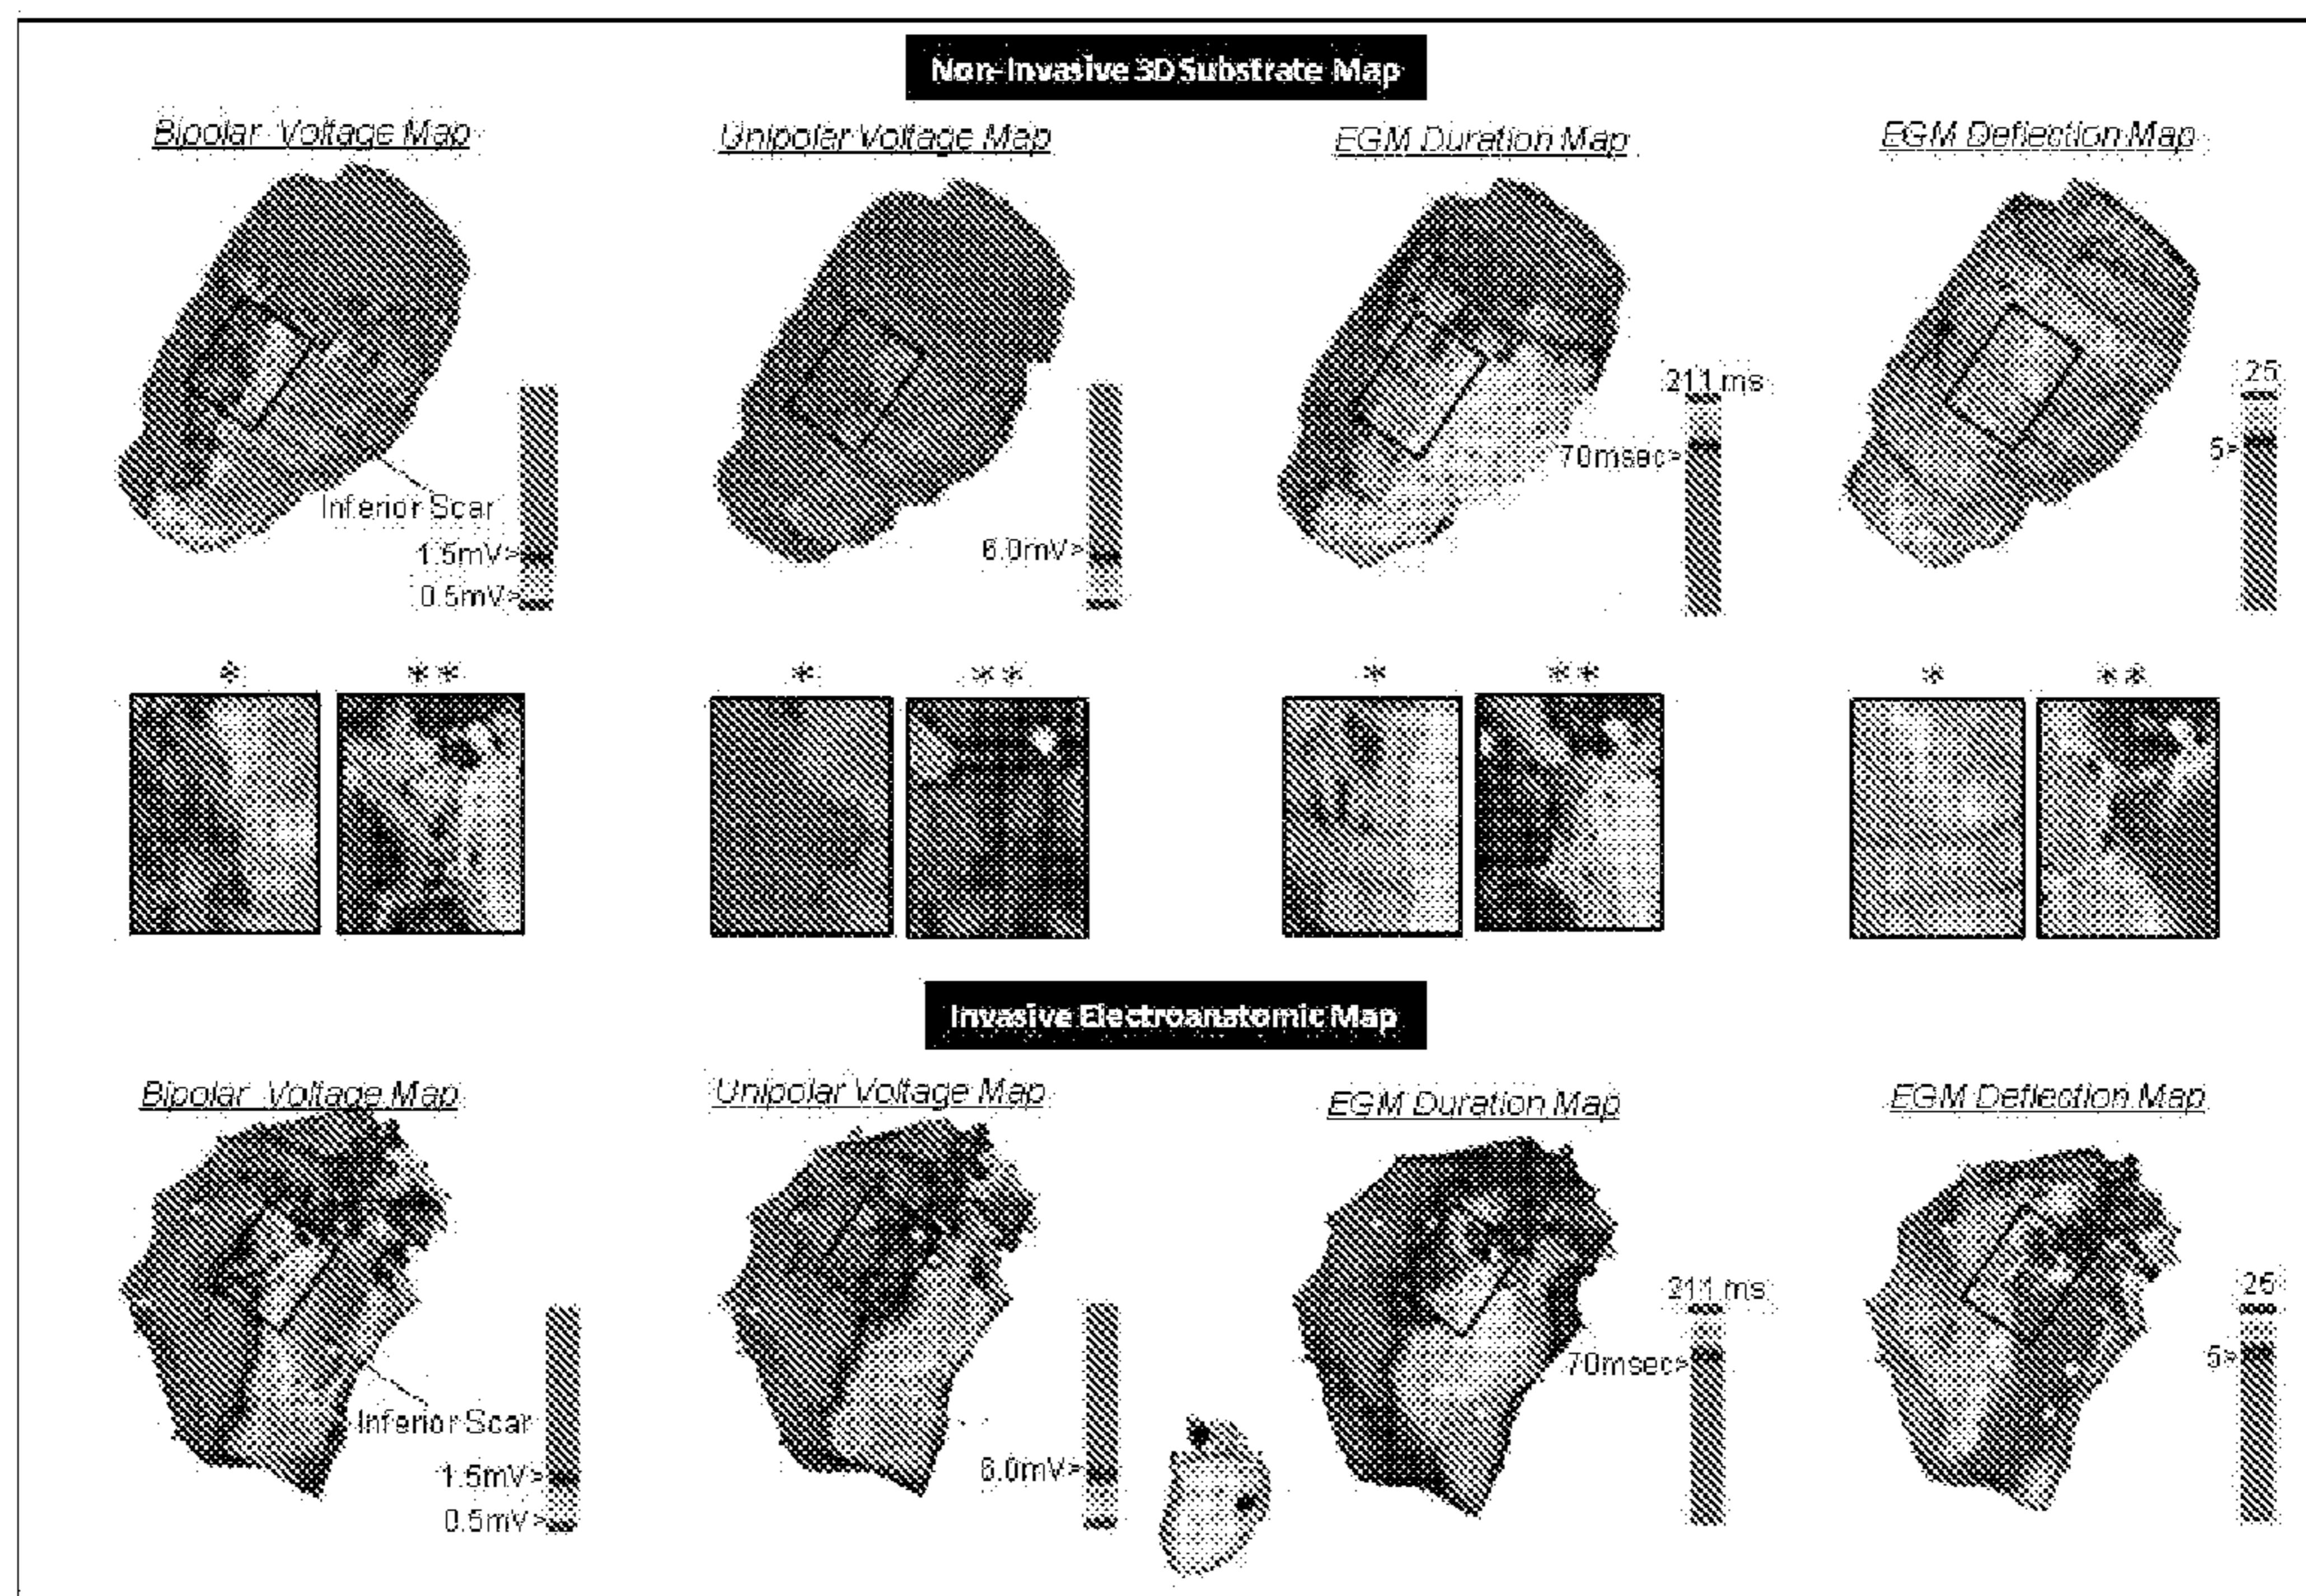 Non-Invasive 3D Substrate Map
Bipolar Voltage Map
Unipolar Voltage Map
EGM Duration Map
EGM Deflection Map
211 ms
25
70msec>
5>
Inferior Scar
1.5mV>
6.0mV>
0.5mV>
* ** * ** * ** * **
Invasive Electroanatomic Map
Bipolar Voltage Map
Unipolar Voltage Map
EGM Duration Map
EGM Deflection Map
211 ms
25
70msec>
5>
Inferior Scar
1.5mV>
6.0mV>
0.5mV>